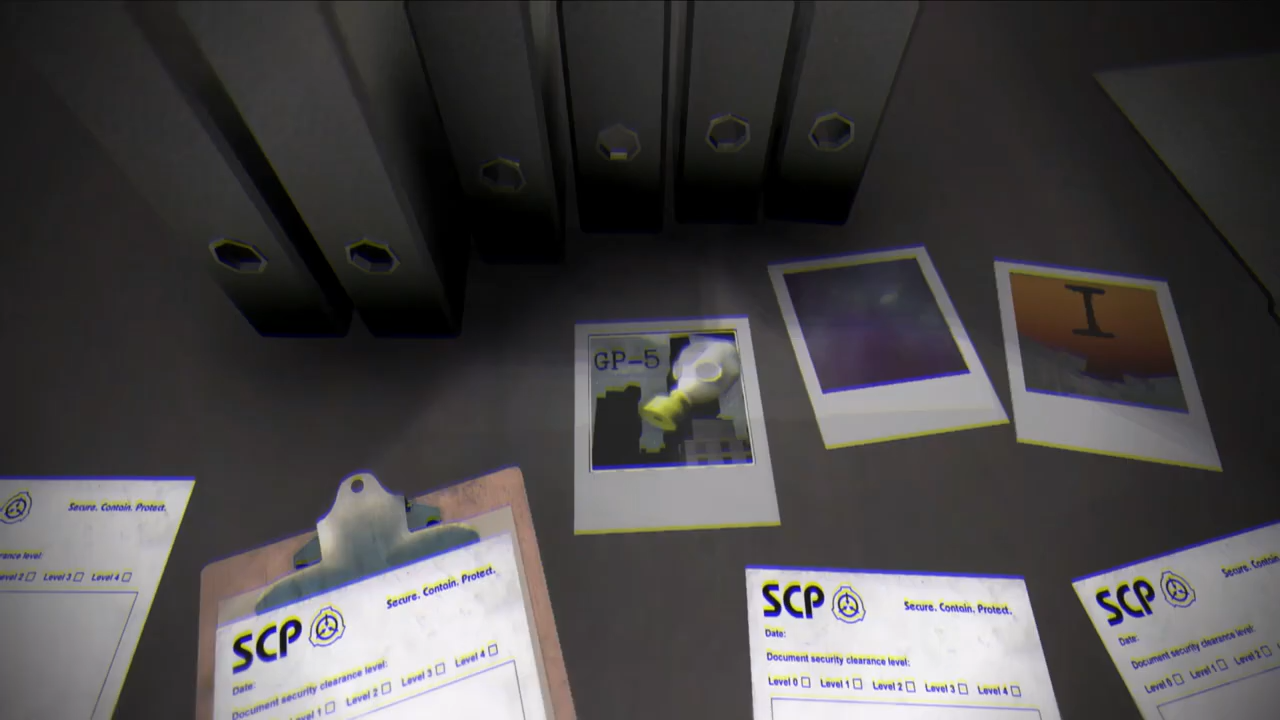 GP-5
I
Secure. Contain. Protect.
Level 2 Level 3 Level 4
SCP Secure. Contain. Protect.
Date:
Document security clearance level:
Level 1 Level 2 Level 3 Level 4
SCP Secure. Contain. Protect.
Date:
Document security clearance level:
Level 0 Level 1 Level 2 Level 3 Level 4
SCP Secure. Contain.
Date:
Document security clearance level:
Level 0 Level 1 Level 2